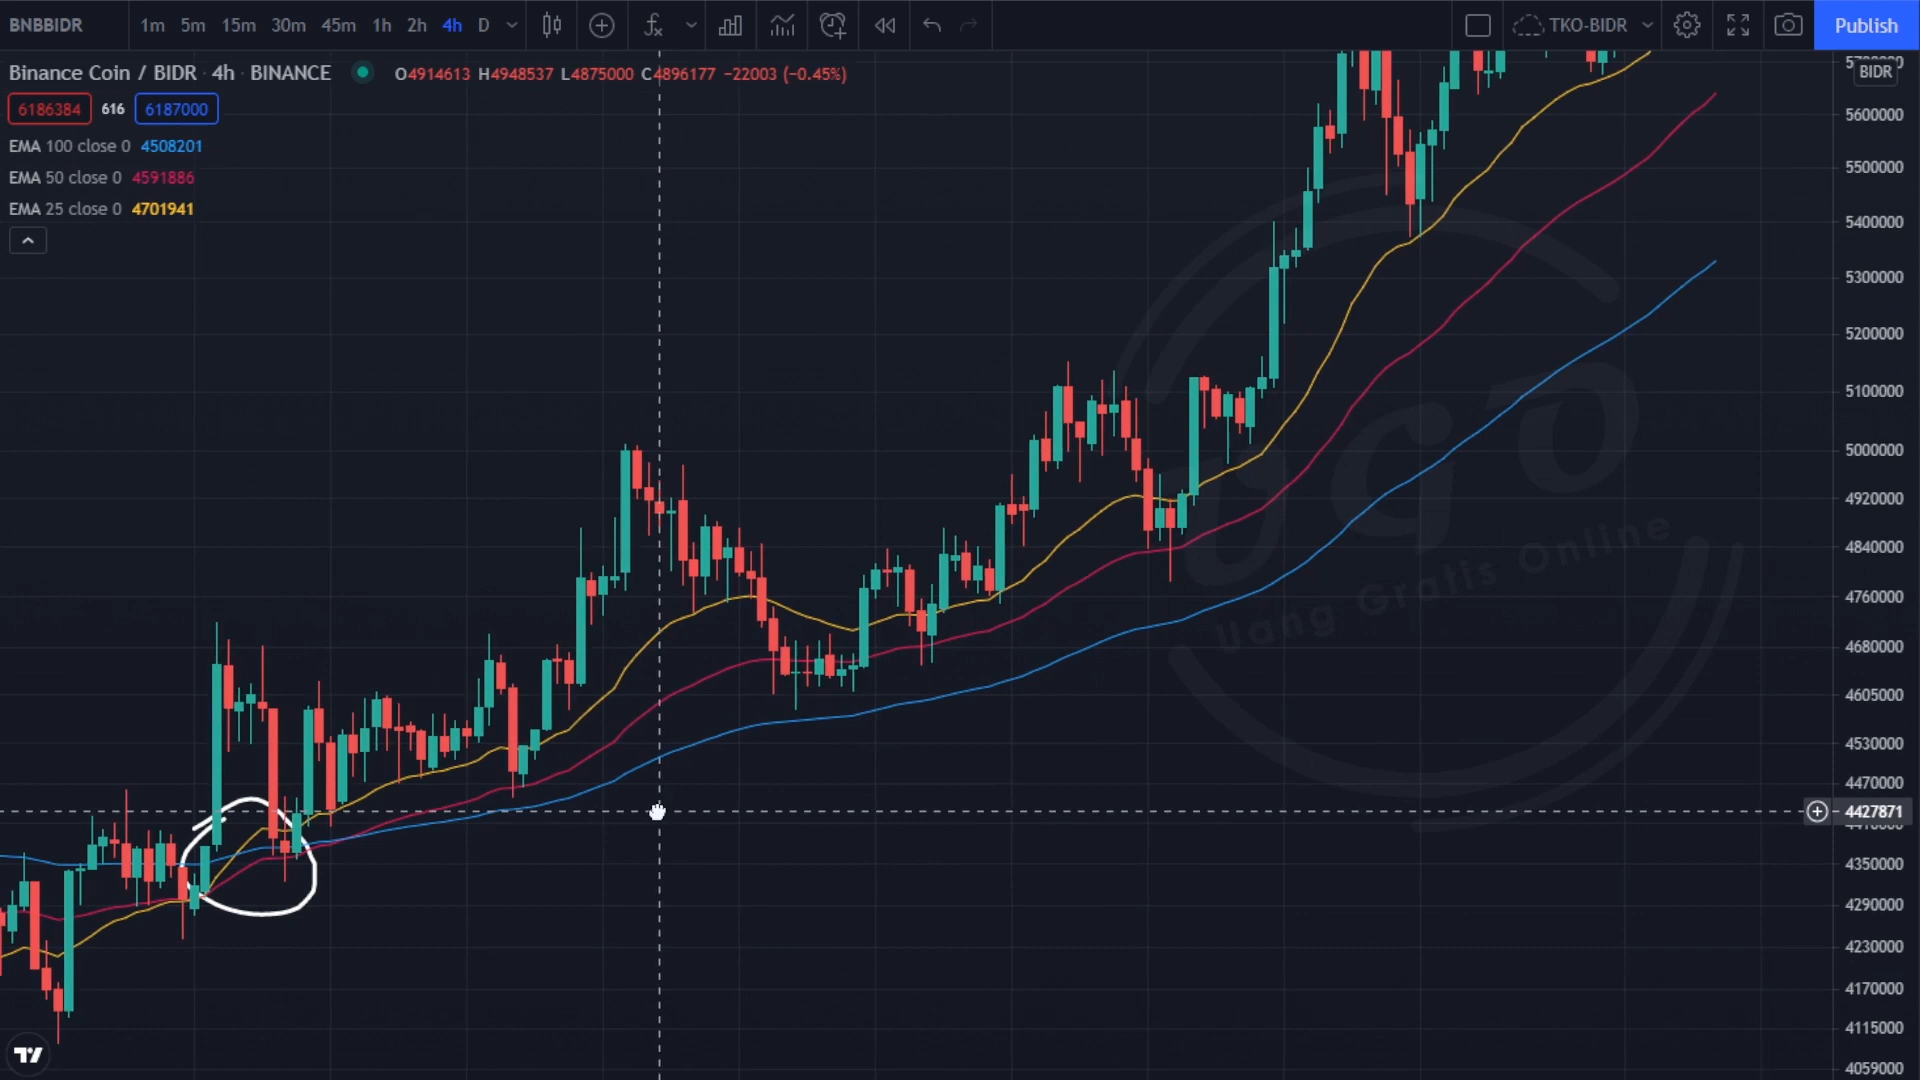 BNBBIDR 1m 5m 15m 30m 45m 1h 2h 4h D TKO-BIDR Publish
Binance Coin / BIDR · 4h · BINANCE O4914613 H4948537 L4875000 C4896177 −22003 (−0.45%)
BIDR
6186384 616 6187000
EMA 100 close 0 4508201
EMA 50 close 0 4591886
EMA 25 close 0 4701941
5600000
5500000
5400000
5300000
5200000
5100000
5000000
4920000
4840000
4760000
4680000
4605000
4530000
4470000
4427871
4350000
4290000
4230000
4170000
4115000
4059000
UGO
Uang Gratis Online